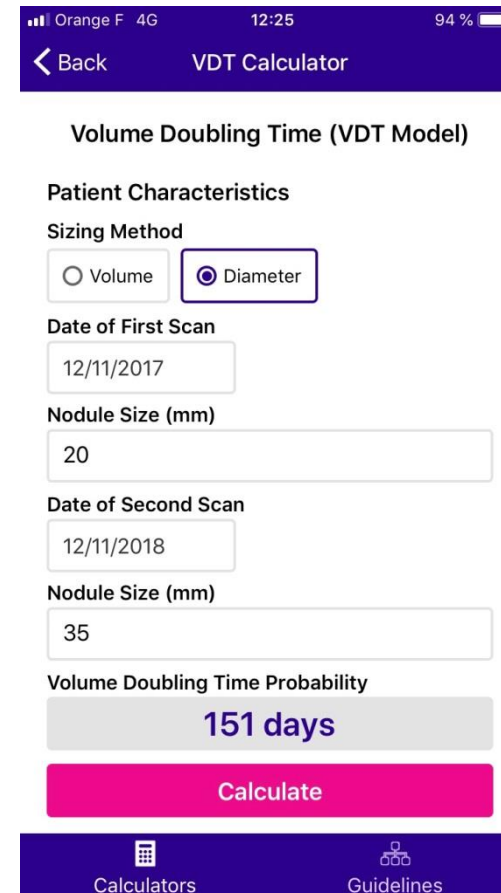 Orange F 4G 12:25 94 %
Back VDT Calculator
Volume Doubling Time (VDT Model)
Patient Characteristics
Sizing Method
Volume Diameter
Date of First Scan
12/11/2017
Nodule Size (mm)
20
Date of Second Scan
12/11/2018
Nodule Size (mm)
35
Volume Doubling Time Probability
151 days
Calculate
Calculators Guidelines